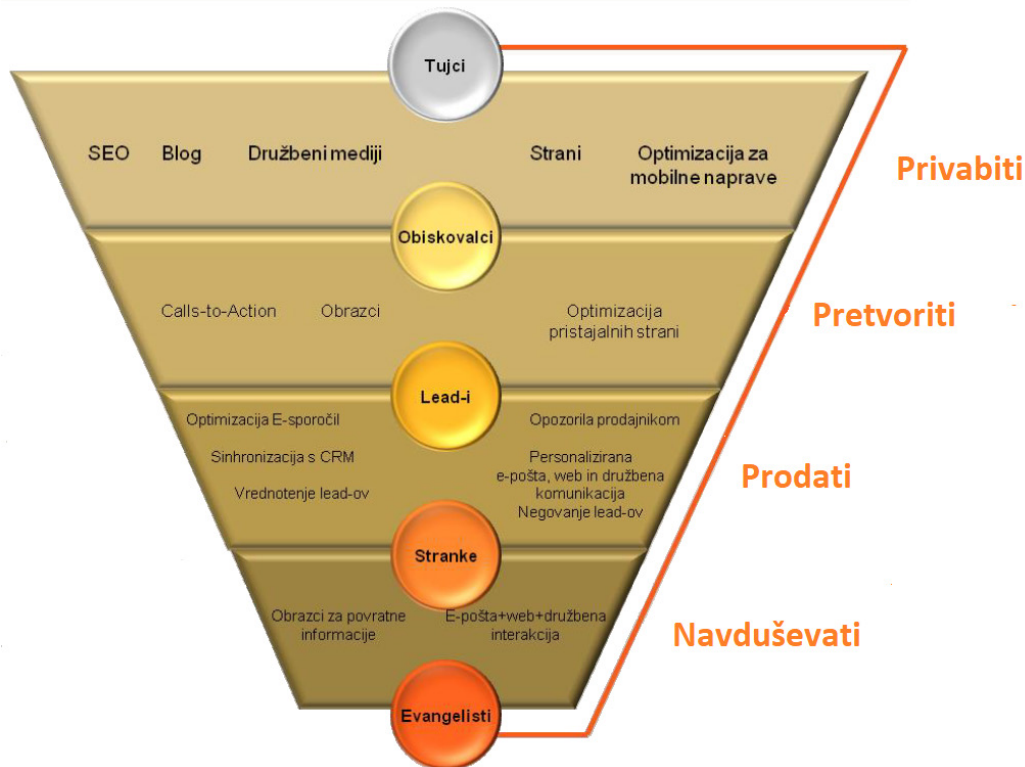 Tujci
SEO Blog Družbeni mediji Strani Optimizacija za
mobilne naprave
Privabiti
Obiskovalci
Calls-to-Action Obrazci Optimizacija
pristajalnih strani
Pretvoriti
Lead-i
Optimizacija E-sporočil
Sinhronizacija s CRM
Vrednotenje lead-ov
Opozorila prodajnikom
Personalizirana
e-pošta, web in družbena
komunikacija
Negovanje lead-ov
Prodati
Stranke
Obrazci za povratne
informacije
E-pošta+web+družbena
interakcija
Navduševati
Evangelisti